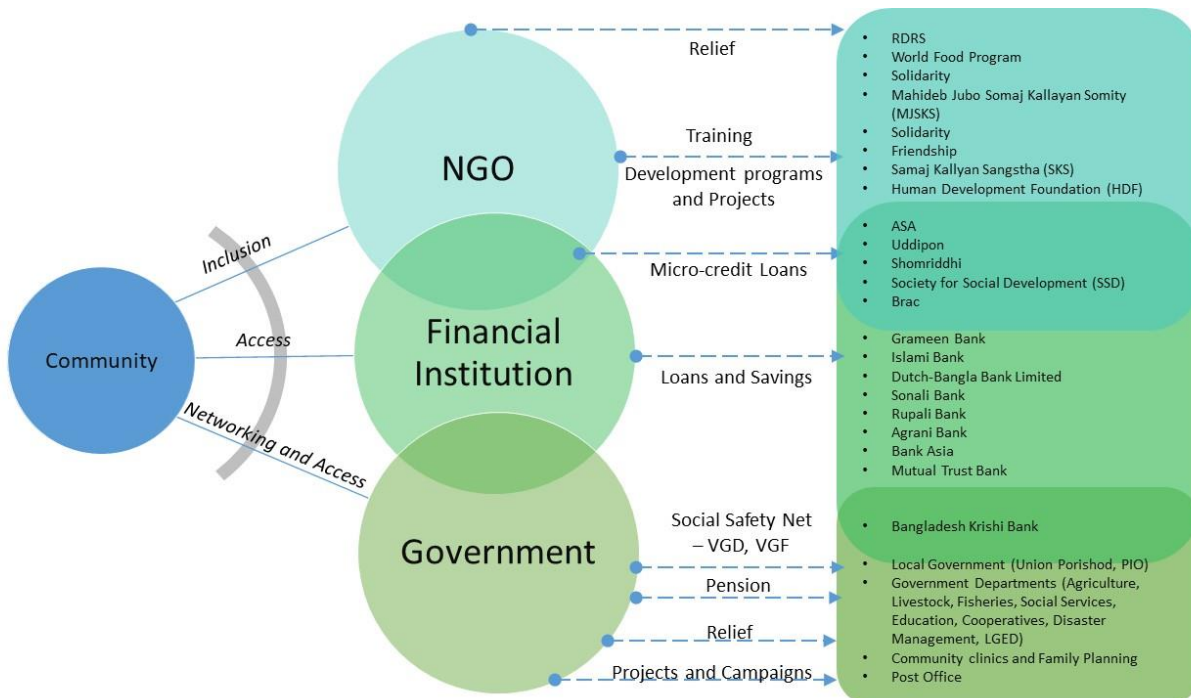 Community
Inclusion
Access
Networking and Access
NGO
Financial
Institution
Government
Relief
Training
Development programs
and Projects
Micro-credit Loans
Loans and Savings
Social Safety Net
– VGD, VGF
Pension
Relief
Projects and Campaigns
• RDRS
• World Food Program
• Solidarity
• Mahideb Jubo Somaj Kallayan Somity
(MJSKS)
• Solidarity
• Friendship
• Samaj Kallyan Sangstha (SKS)
• Human Development Foundation (HDF)
• ASA
• Uddipon
• Shomriddhi
• Society for Social Development (SSD)
• Brac
• Grameen Bank
• Islami Bank
• Dutch-Bangla Bank Limited
• Sonali Bank
• Rupali Bank
• Agrani Bank
• Bank Asia
• Mutual Trust Bank
• Bangladesh Krishi Bank
• Local Government (Union Porishod, PIO)
• Government Departments (Agriculture,
Livestock, Fisheries, Social Services,
Education, Cooperatives, Disaster
Management, LGED)
• Community clinics and Family Planning
• Post Office